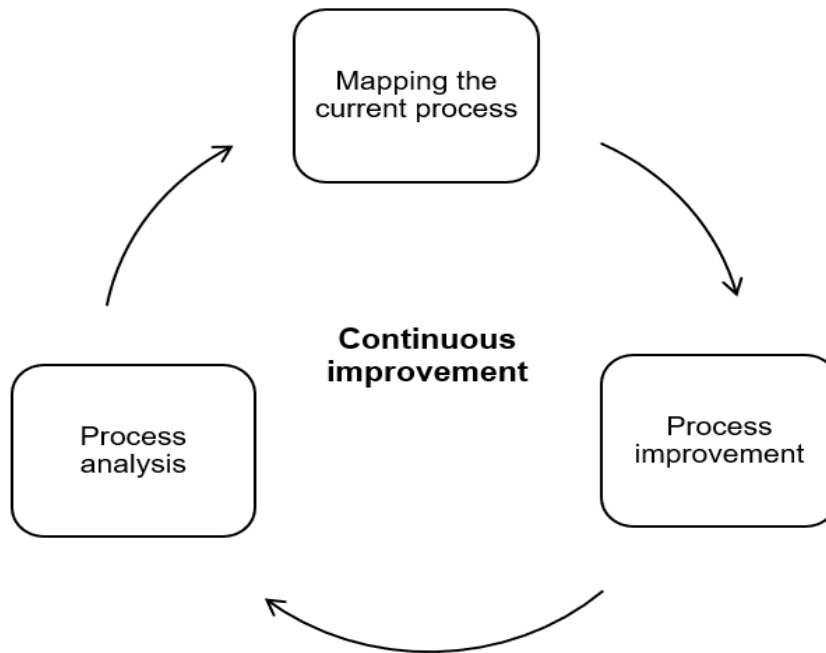 Mapping the
current process
Continuous
improvement
Process
analysis
Process
improvement